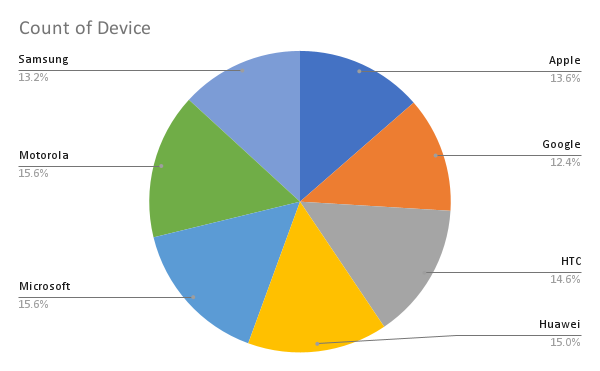 Count of Device
Samsung
13.2%
Apple
13.6%
Motorola
15.6%
Google
12.4%
HTC
14.6%
Microsoft
15.6%
Huawei
15.0%